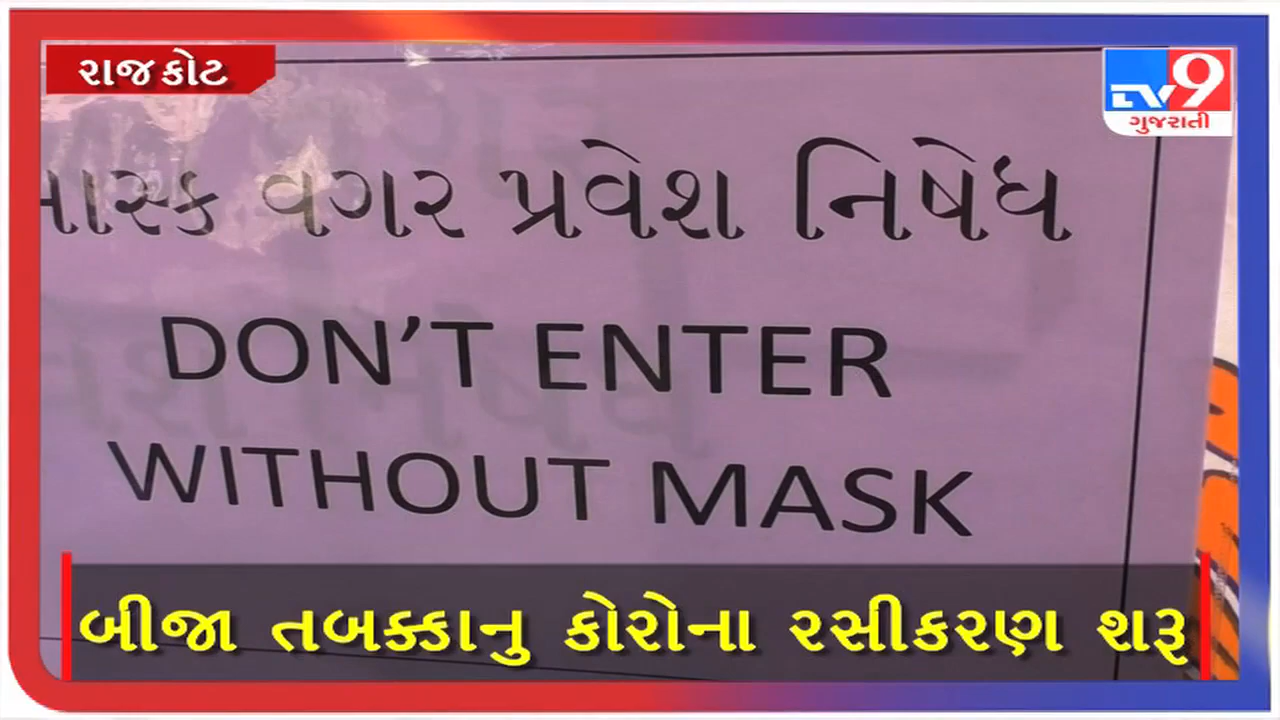 રાજકોટ
TV9
ગુજરાતી
માસ્ક વગર પ્રવેશ નિષેધ
DON'T ENTER
WITHOUT MASK
બીજા તબક્કાનુ કોરોના રસીકરણ શરૂ